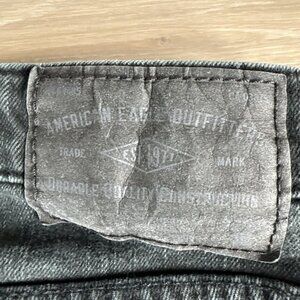 AMERICAN EAGLE OUTFITTERS
TRADE EST. 1977 MARK
DURABLE QUALITY CONSTRUCTION